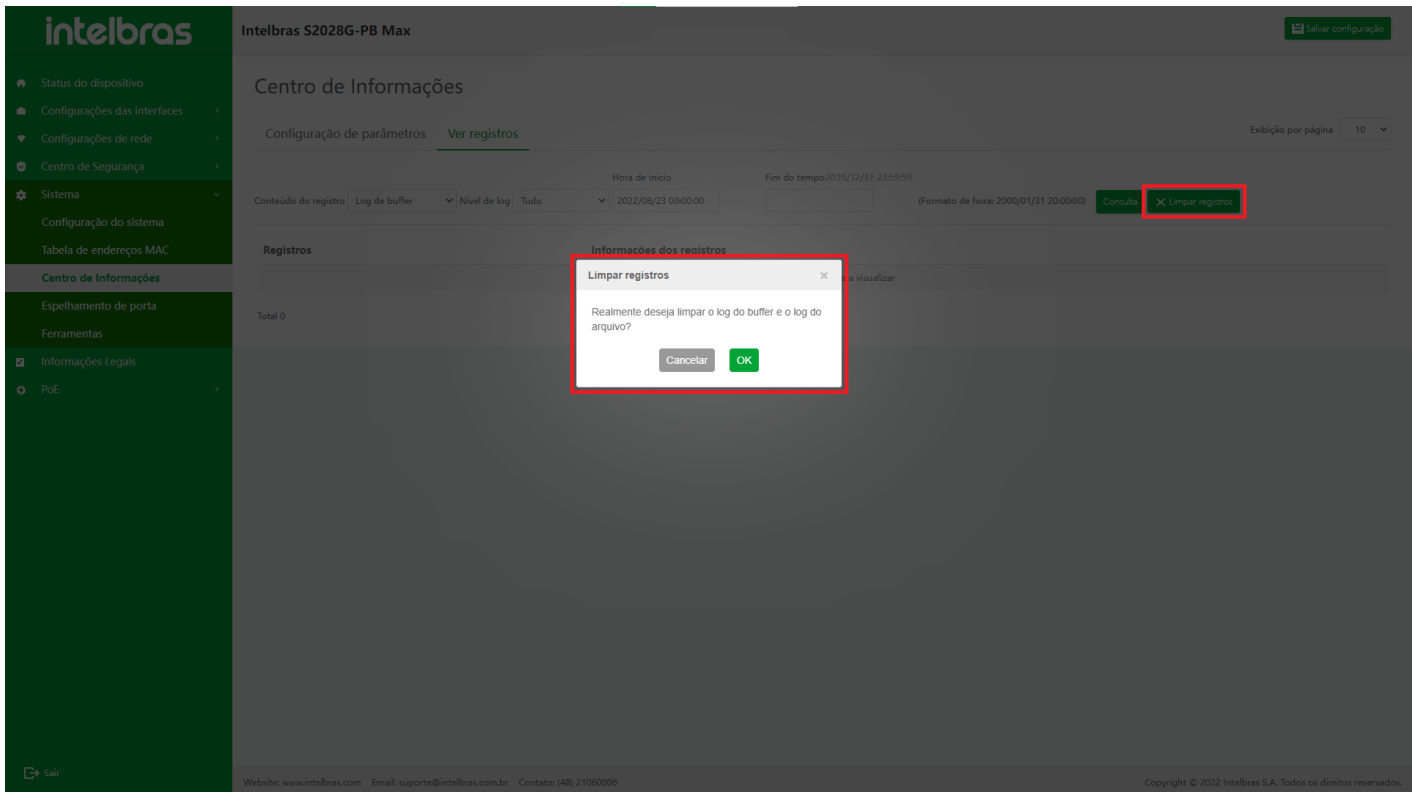 intelbras
Intelbras S2028G-PB Max
Salvar configuração
Status do dispositivo
Configurações das interfaces
Configurações de rede
Centro de Segurança
Sistema
Configuração do sistema
Tabela de endereços MAC
Centro de Informações
Espelhamento de porta
Ferramentas
Informações Legais
PoE
Sair
Centro de Informações
Configuração de parâmetros Ver registros
Exibição por página 10
Hora de início Fim do tempo 2035/12/31 23:59:59
Conteúdo do registro Log de buffer Nível de log Tudo 2022/08/23 00:00:00 (Formato de hora: 2000/01/31 20:00:00) Consulta Limpar registros
Registros Informações dos registros
a visualizar
Total 0
Limpar registros
Realmente deseja limpar o log do buffer e o log do
arquivo?
Cancelar OK
Website: www.intelbras.com Email: suporte@intelbras.com.br Contato: (48) 21060006
Copyright © 2022 Intelbras S.A. Todos os direitos reservados.